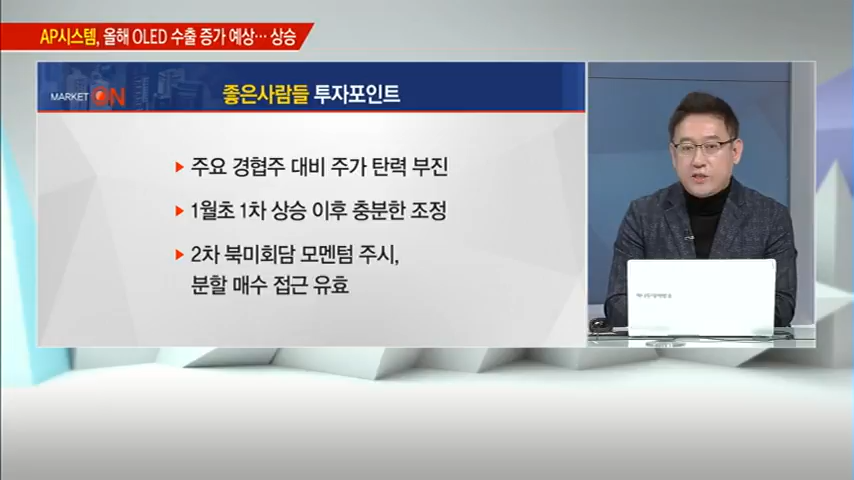 AP시스템, 올해 OLED 수출 증가 예상… 상승
MARKET ON
좋은사람들 투자포인트
▶ 주요 경협주 대비 주가 탄력 부진
▶ 1월초 1차 상승 이후 충분한 조정
▶ 2차 북미회담 모멘텀 주시,
분할 매수 접근 유효